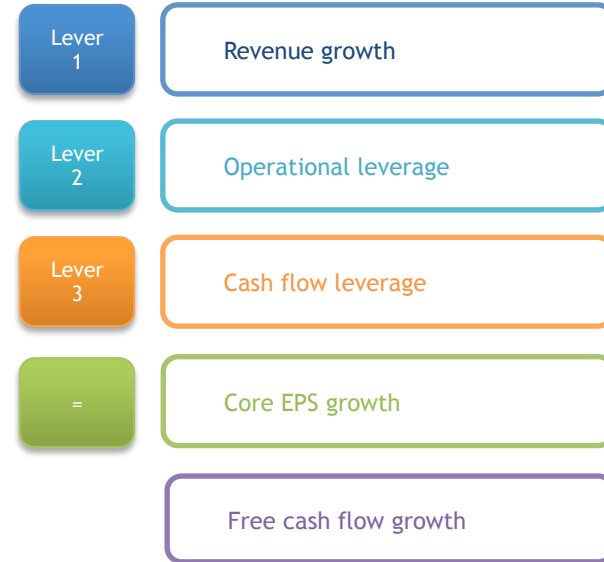 Lever
1
Revenue growth
Lever
2
Operational leverage
Lever
3
Cash flow leverage
=
Core EPS growth
Free cash flow growth